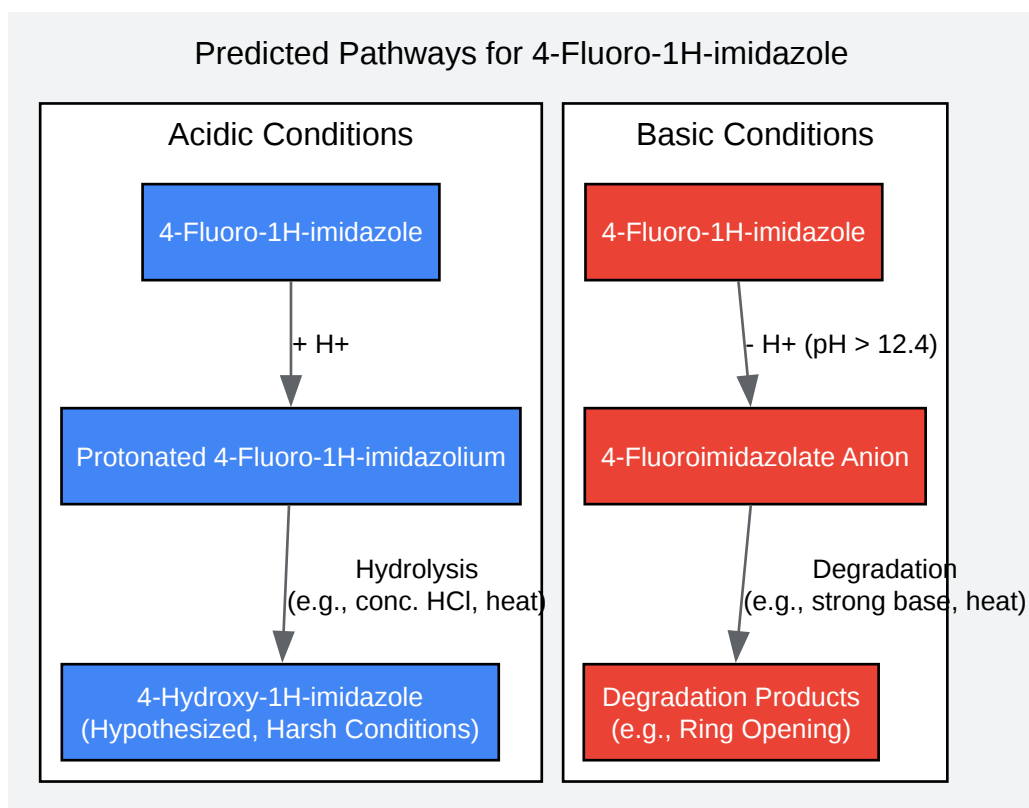 Predicted Pathways for 4-Fluoro-1H-imidazole
Acidic Conditions
4-Fluoro-1H-imidazole
+ H+
Protonated 4-Fluoro-1H-imidazolium
Hydrolysis
(e.g., conc. HCl, heat)
4-Hydroxy-1H-imidazole
(Hypothesized, Harsh Conditions)
Basic Conditions
4-Fluoro-1H-imidazole
- H+ (pH > 12.4)
4-Fluoroimidazolate Anion
Degradation
(e.g., strong base, heat)
Degradation Products
(e.g., Ring Opening)